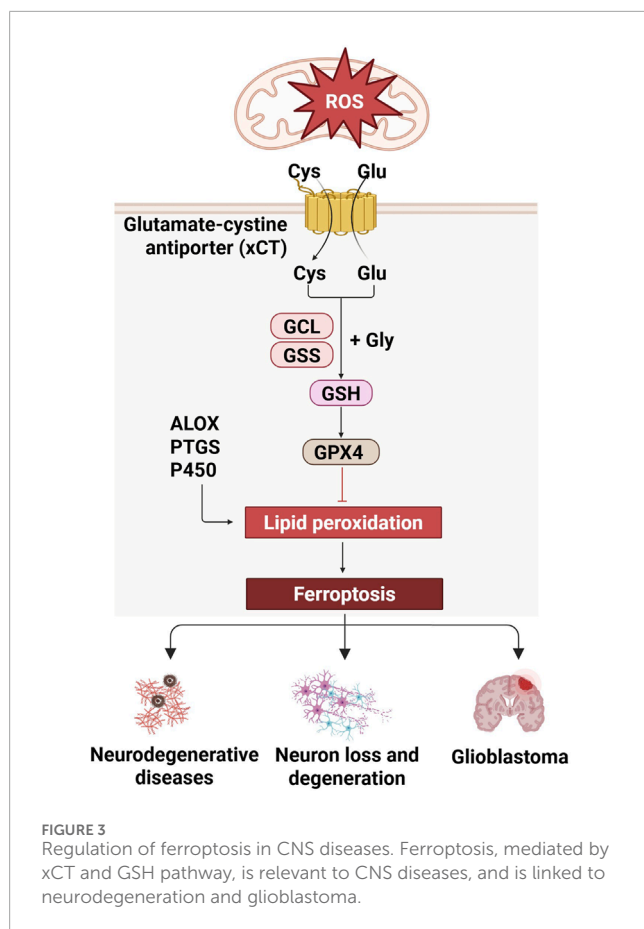 ROS
Cys Glu
Glutamate-cystine
antiporter (xCT)
Cys Glu
GCL
GSS
+ Gly
GSH
ALOX
PTGS
P450
GPX4
Lipid peroxidation
Ferroptosis
Neurodegenerative
diseases
Neuron loss and
degeneration
Glioblastoma
FIGURE 3
Regulation of ferroptosis in CNS diseases. Ferroptosis, mediated by
xCT and GSH pathway, is relevant to CNS diseases, and is linked to
neurodegeneration and glioblastoma.